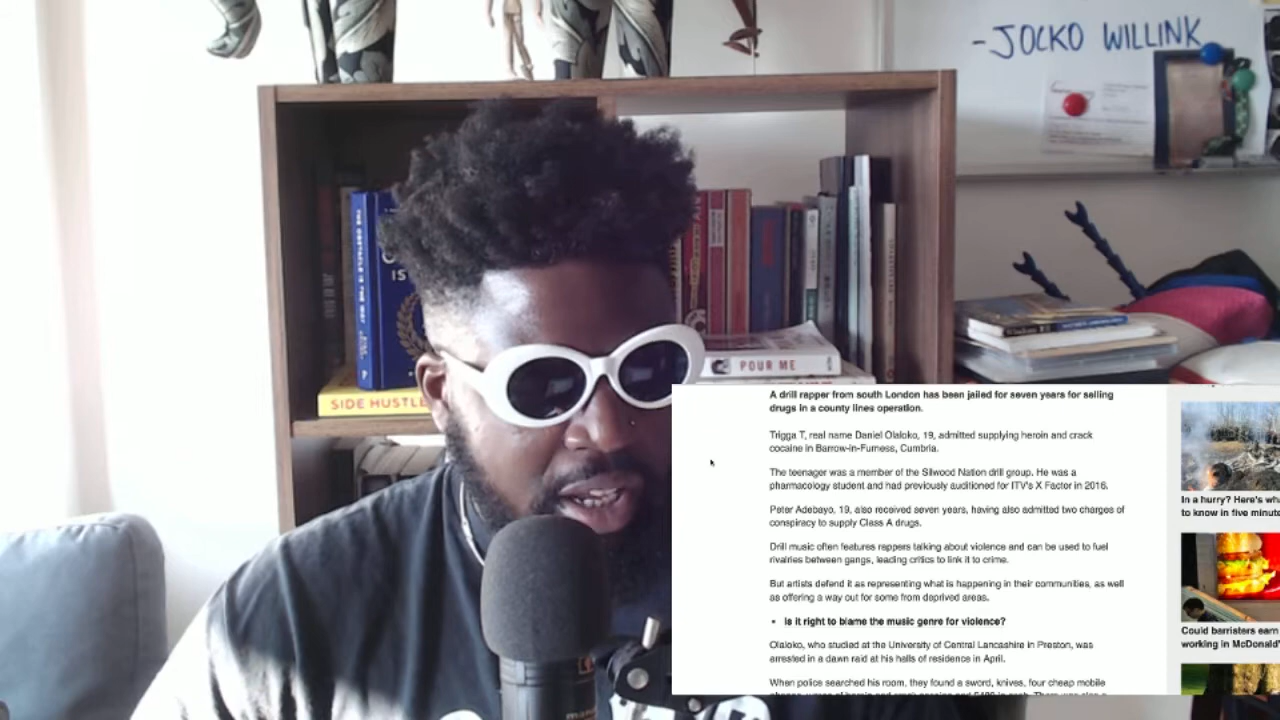 -JOCKO WILLINK
IS
POUR ME
SIDE HUSTLE
A drill rapper from south London has been jailed for seven years for selling
drugs in a county lines operation.
Trigga T, real name Daniel Olaloko, 19, admitted supplying heroin and crack
cocaine in Barrow-in-Furness, Cumbria.
The teenager was a member of the Silwood Nation drill group. He was a
pharmacology student and had previously auditioned for ITV's X Factor in 2016.
Peter Adebayo, 19, also received seven years, having also admitted two charges of
conspiracy to supply Class A drugs.
Drill music often features rappers talking about violence and can be used to fuel
rivalries between gangs, leading critics to link it to crime.
But artists defend it as representing what is happening in their communities, as well
as offering a way out for some from deprived areas.
• Is it right to blame the music genre for violence?
Olaloko, who studied at the University of Central Lancashire in Preston, was
arrested in a dawn raid at his halls of residence in April.
When police searched his room, they found a sword, knives, four cheap mobile
In a hurry? Here's
to know in five
Could barristers earn
working in McDonald'